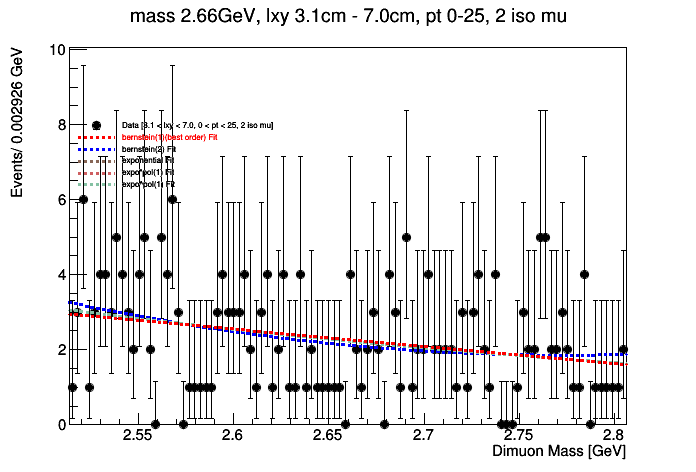 mass 2.66GeV, lxy 3.1cm - 7.0cm, pt 0-25, 2 iso mu
Events/ 0.002926 GeV
10
8
6
4
2
0
Data [3.1 < lxy < 7.0, 0 < pt < 25, 2 iso mu]
bernstein(1)(best order) Fit
bernstein(2) Fit
exponential Fit
expo*pol(1) Fit
expo*pol(1) Fit
2.55 2.6 2.65 2.7 2.75 2.8
Dimuon Mass [GeV]